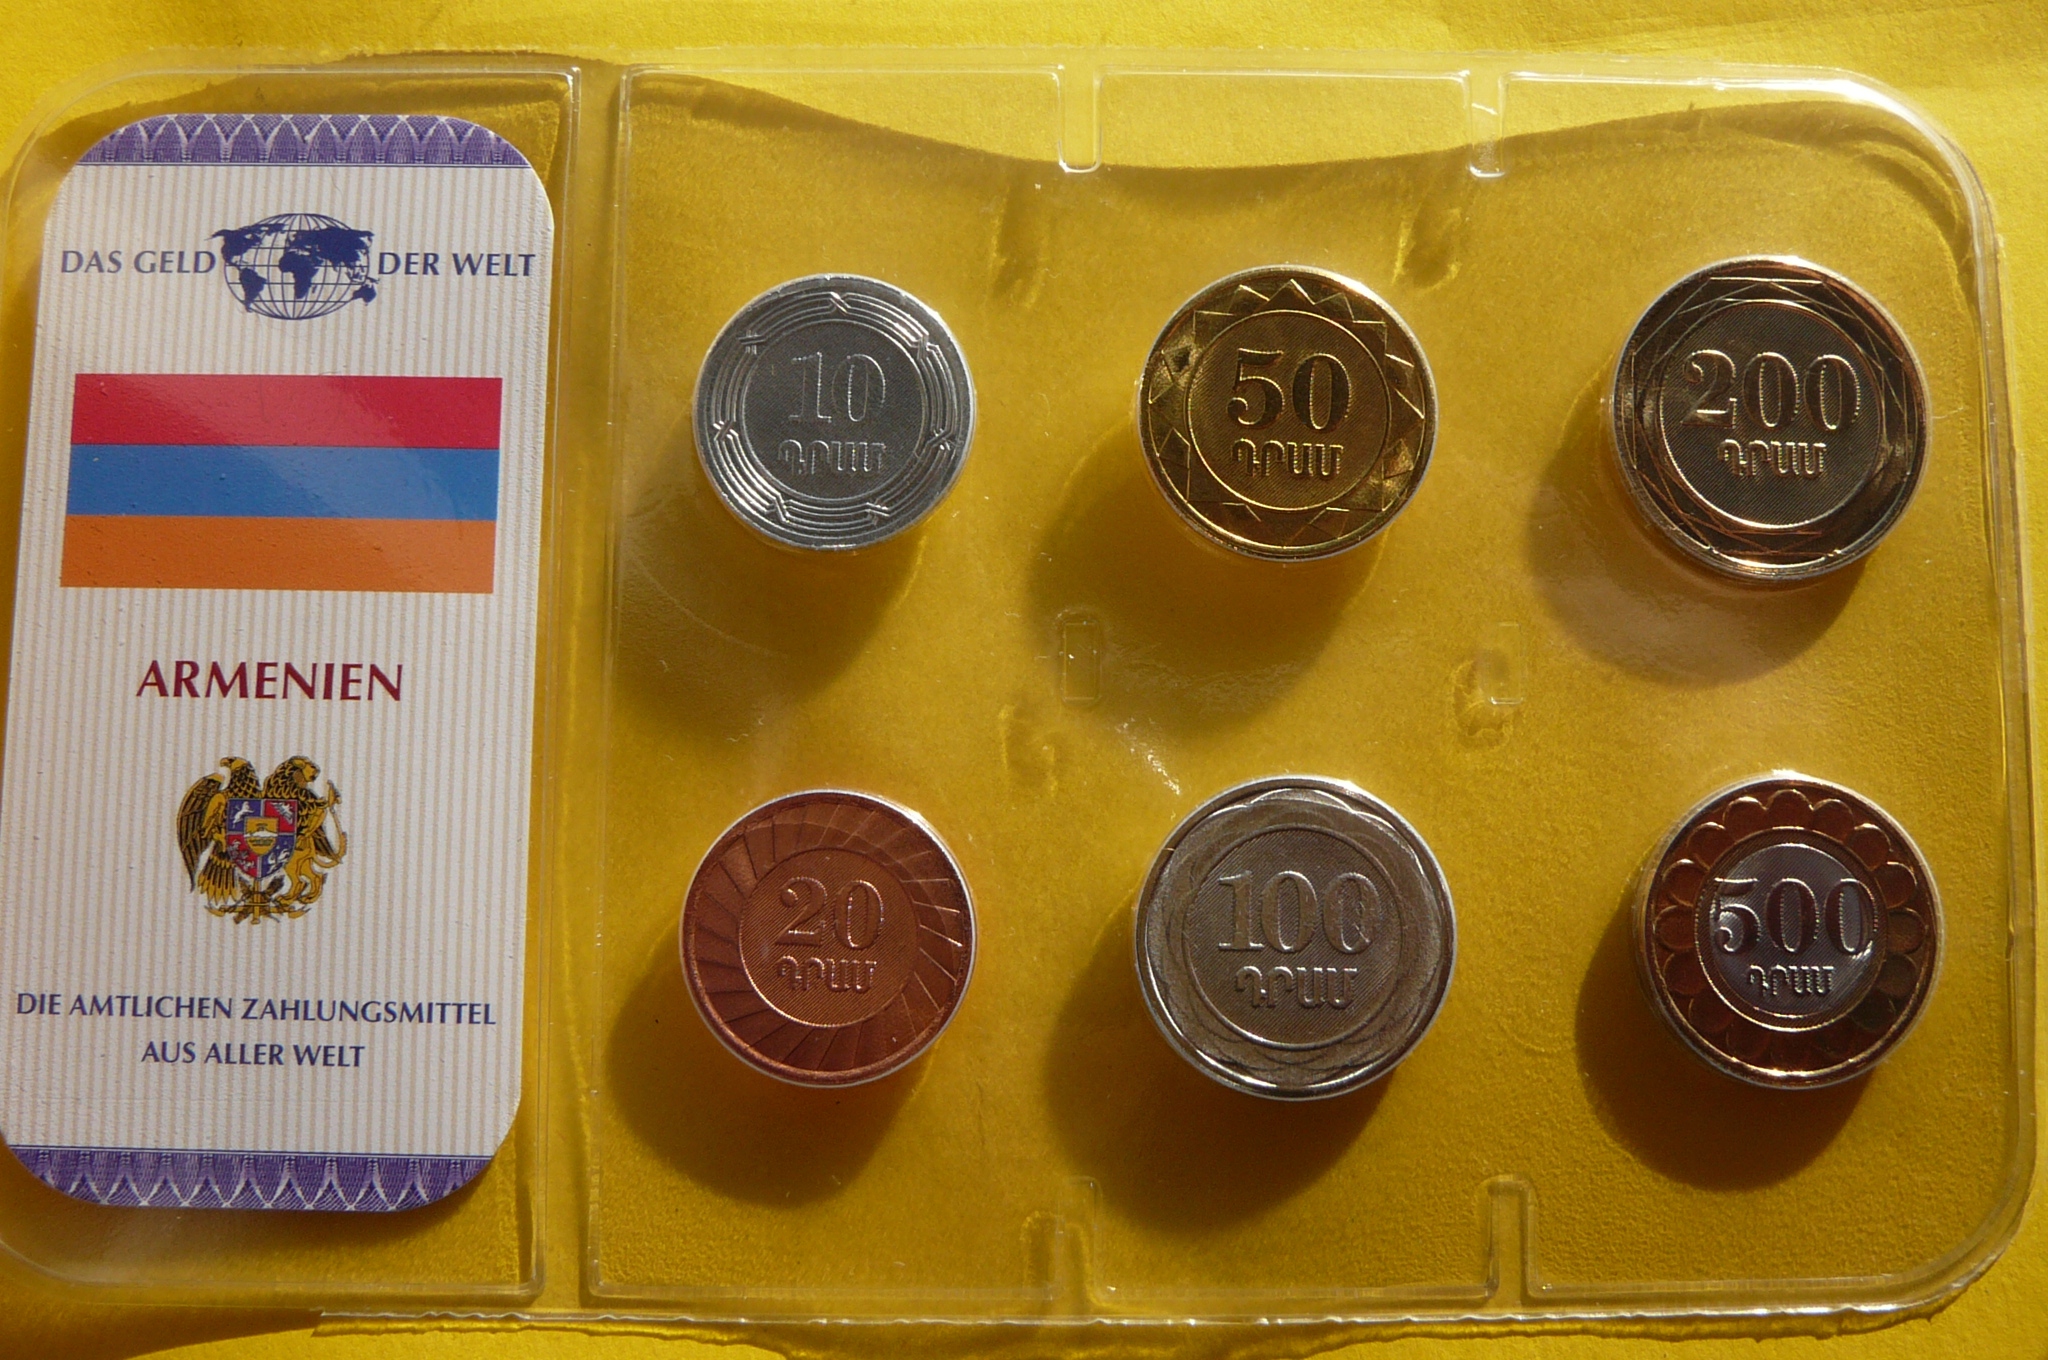 DAS GELD DER WELT
ARMENIEN
DIE AMTLICHEN ZAHLUNGSMITTEL
AUS ALLER WELT
10
ԴՐԱՄ
50
ԴՐԱՄ
200
ԴՐԱՄ
20
ԴՐԱՄ
100
ԴՐԱՄ
500
ԴՐԱՄ